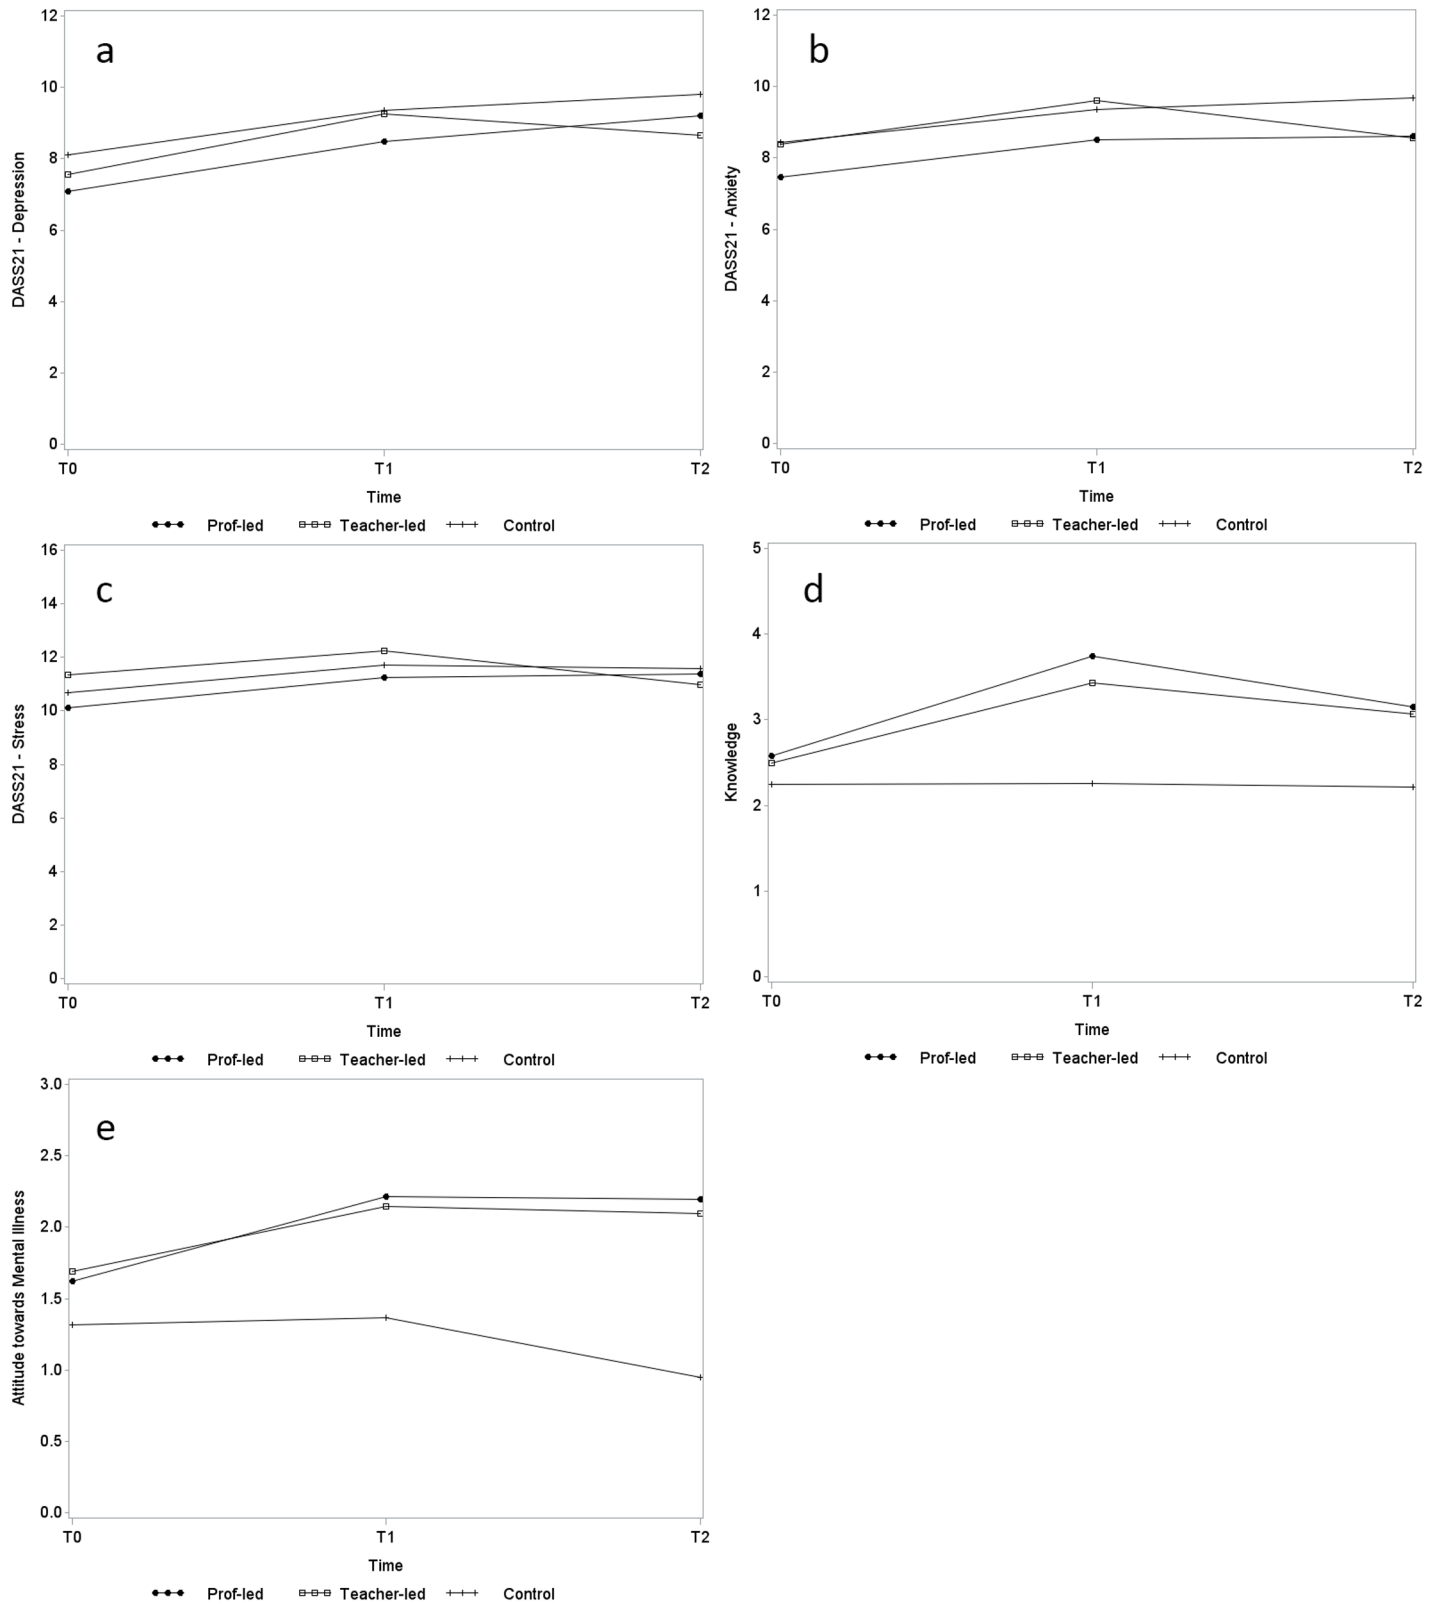 a
12
10
8
6
4
2
0
DASS21 - Depression
T0 T1 T2
Time
Prof-led Teacher-led Control
b
12
10
8
6
4
2
0
DASS21 - Anxiety
T0 T1 T2
Time
Prof-led Teacher-led Control
c
16
14
12
10
8
6
4
2
0
DASS21 - Stress
T0 T1 T2
Time
Prof-led Teacher-led Control
d
5
4
3
2
1
0
Knowledge
T0 T1 T2
Time
Prof-led Teacher-led Control
e
3.0
2.5
2.0
1.5
1.0
0.5
0.0
Attitude towards Mental Illness
T0 T1 T2
Time
Prof-led Teacher-led Control